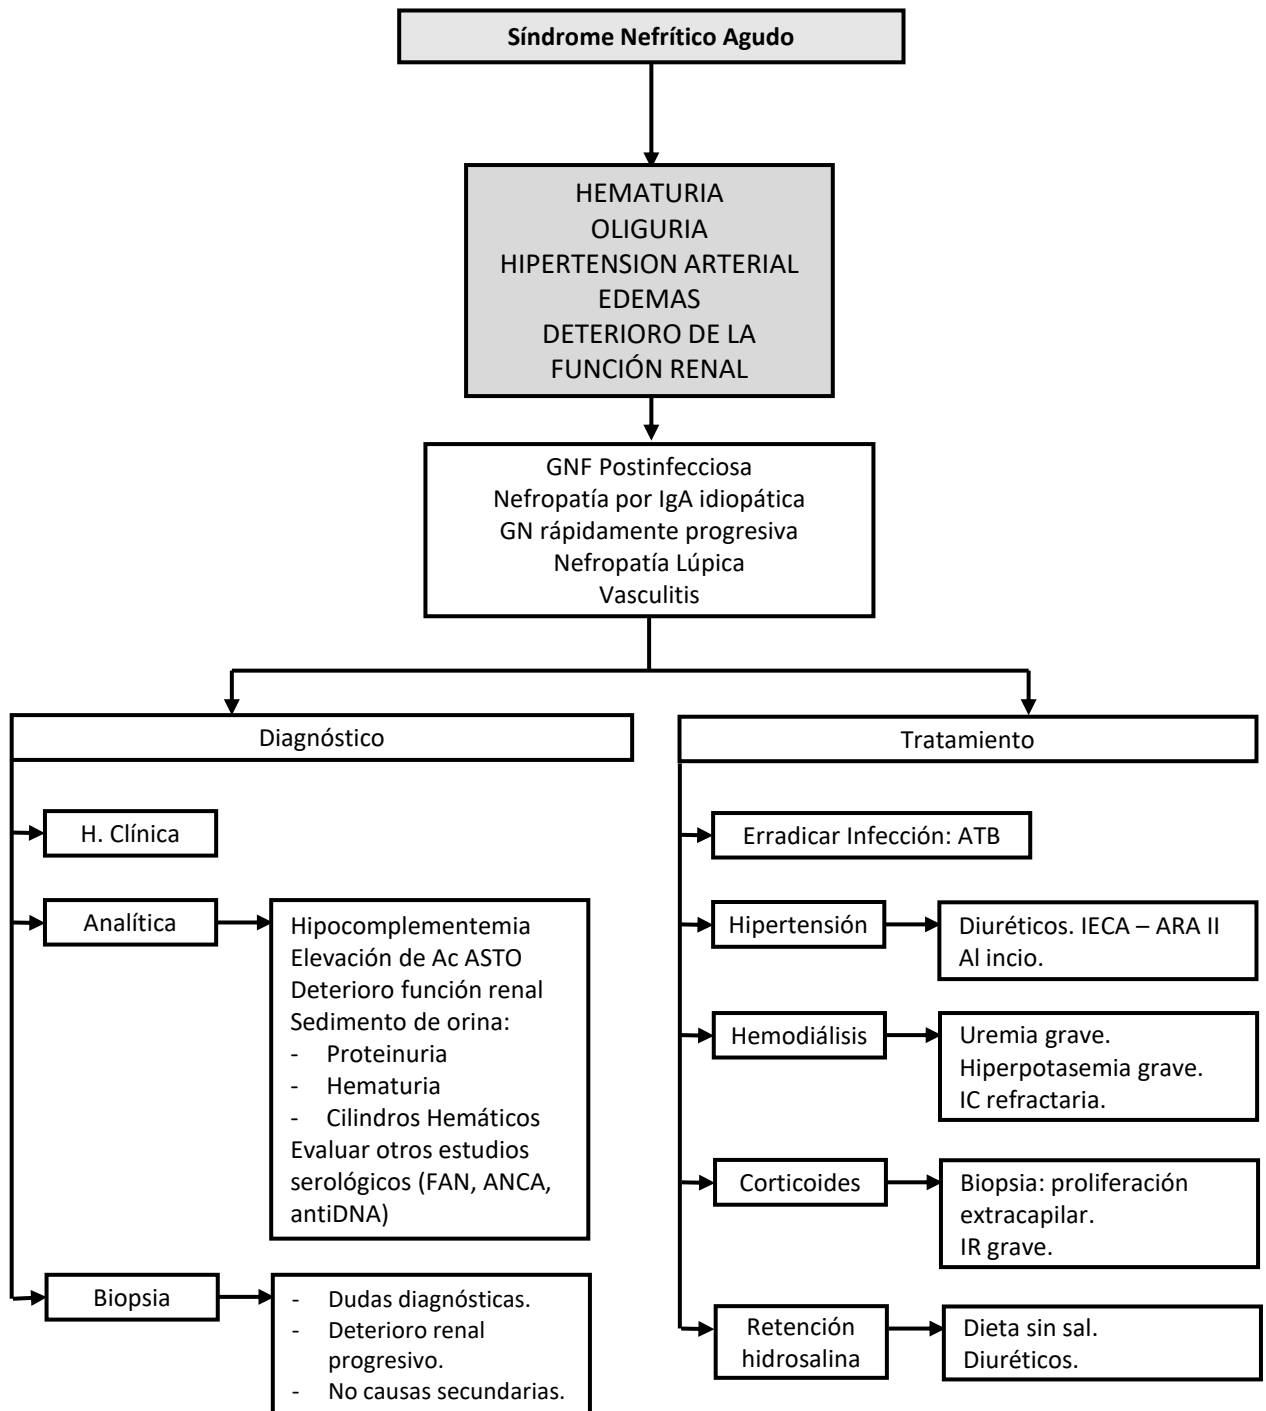 Síndrome Nefrítico Agudo
HEMATURIA
OLIGURIA
HIPERTENSION ARTERIAL
EDEMAS
DETERIORO DE LA
FUNCIÓN RENAL
GNF Postinfecciosa
Nefropatía por IgA idiopática
GN rápidamente progresiva
Nefropatía Lúpica
Vasculitis
Diagnóstico
H. Clínica
Analítica
Hipocomplementemia
Elevación de Ac ASTO
Deterioro función renal
Sedimento de orina:
- Proteinuria
- Hematuria
- Cilindros Hemáticos
Evaluar otros estudios
serológicos (FAN, ANCA,
antiDNA)
Biopsia
- Dudas diagnósticas.
- Deterioro renal
progresivo.
- No causas secundarias.
Tratamiento
Erradicar Infección: ATB
Hipertensión
Diuréticos. IECA – ARA II
Al incio.
Hemodiálisis
Uremia grave.
Hiperpotasemia grave.
IC refractaria.
Corticoides
Biopsia: proliferación
extracapilar.
IR grave.
Retención
hidrosalina
Dieta sin sal.
Diuréticos.